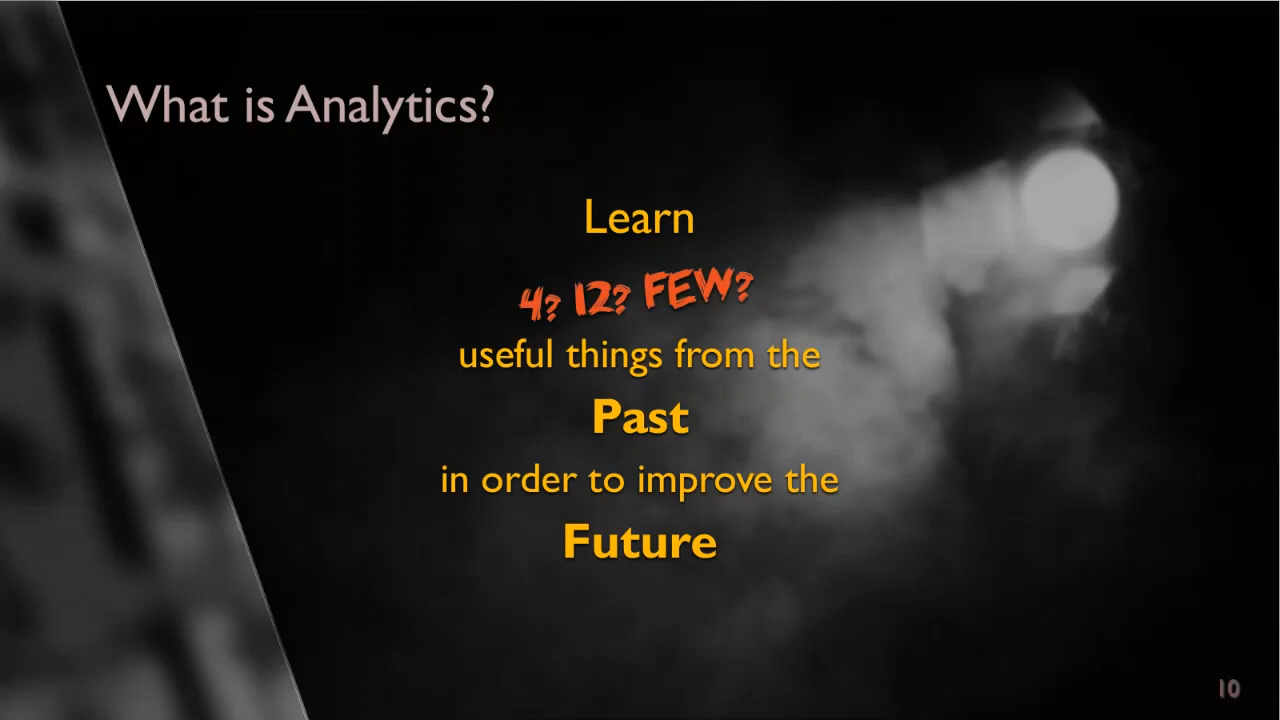 What is Analytics?
Learn
4? 12? FEW?
useful things from the
Past
in order to improve the
Future
10